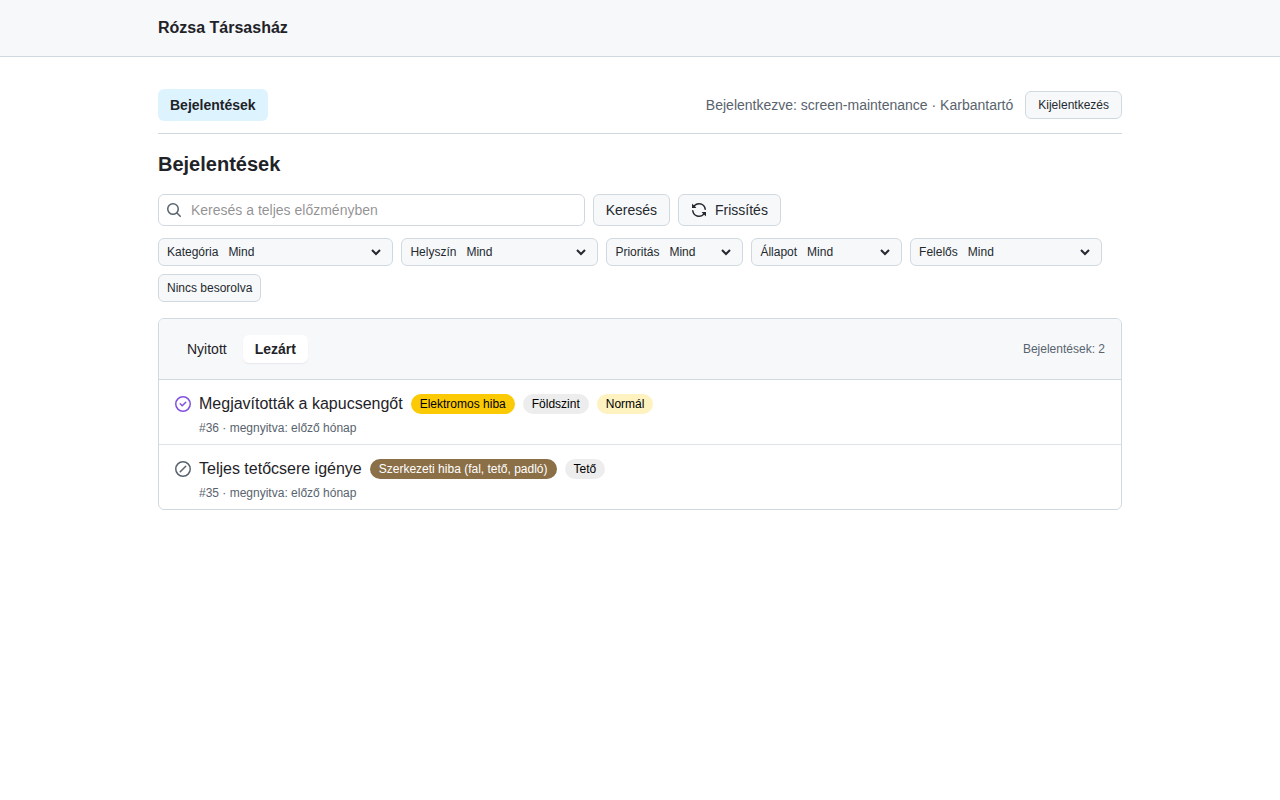 Rózsa Társasház
Bejelentések
Bejelentkezve: screen-maintenance · Karbantartó
Kijelentkezés
Bejelentések
Keresés a teljes előzményben
Keresés
Frissítés
Kategória Mind
Helyszín Mind
Prioritás Mind
Állapot Mind
Felelős Mind
Nincs besorolva
Nyitott
Lezárt
Bejelentések: 2
Megjavították a kapucsengőt Elektromos hiba Földszint Normál
#36 · megnyitva: előző hónap
Teljes tetőcsere igénye Szerkezeti hiba (fal, tető, padló) Tető
#35 · megnyitva: előző hónap